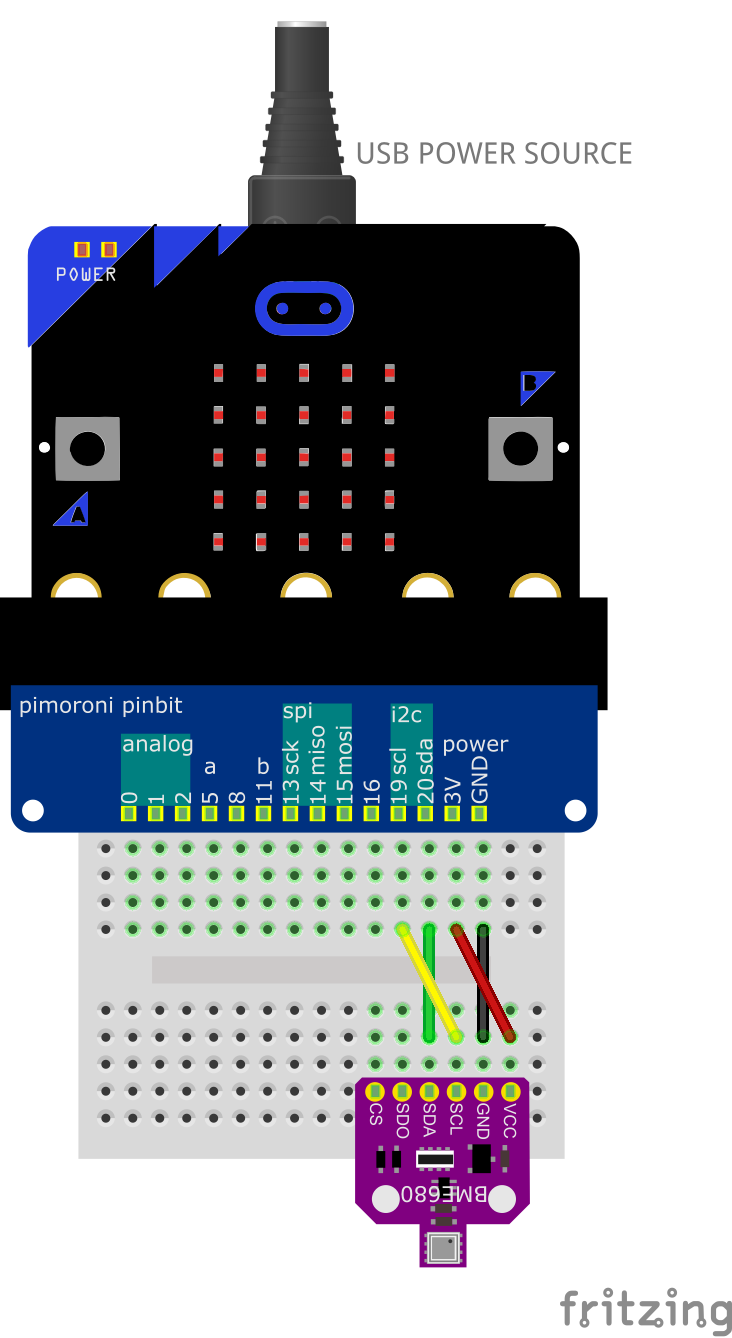 USB POWER SOURCE
POWER
B
A
pimoroni pinbit
spi
i2c
analog
a
b
power
0
1
2
5
8
11
13 sck
14 miso
15 mosi
16
19 scl
20 sda
3V
GND
CS
SDO
SDA
SCL
GND
VCC
BME680
fritzing